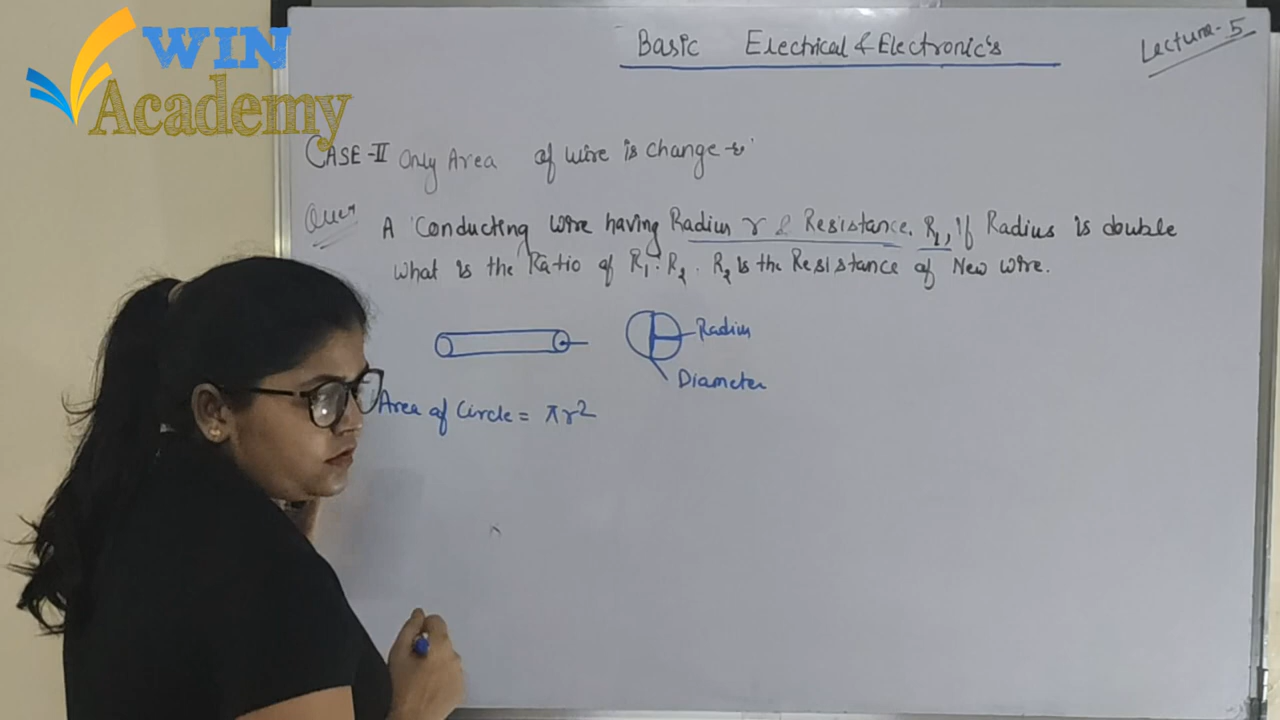 WIN
Academy
Basic Electrical & Electronic's
Lecture-5
CASE-II Only Area of wire is change
Ques
A Conducting wire having Radius r & Resistance. R1, if Radius is double
what is the Ratio of R1:R2. R2 is the Resistance of New wire.
Radius
Diameter
Area of Circle = πr2